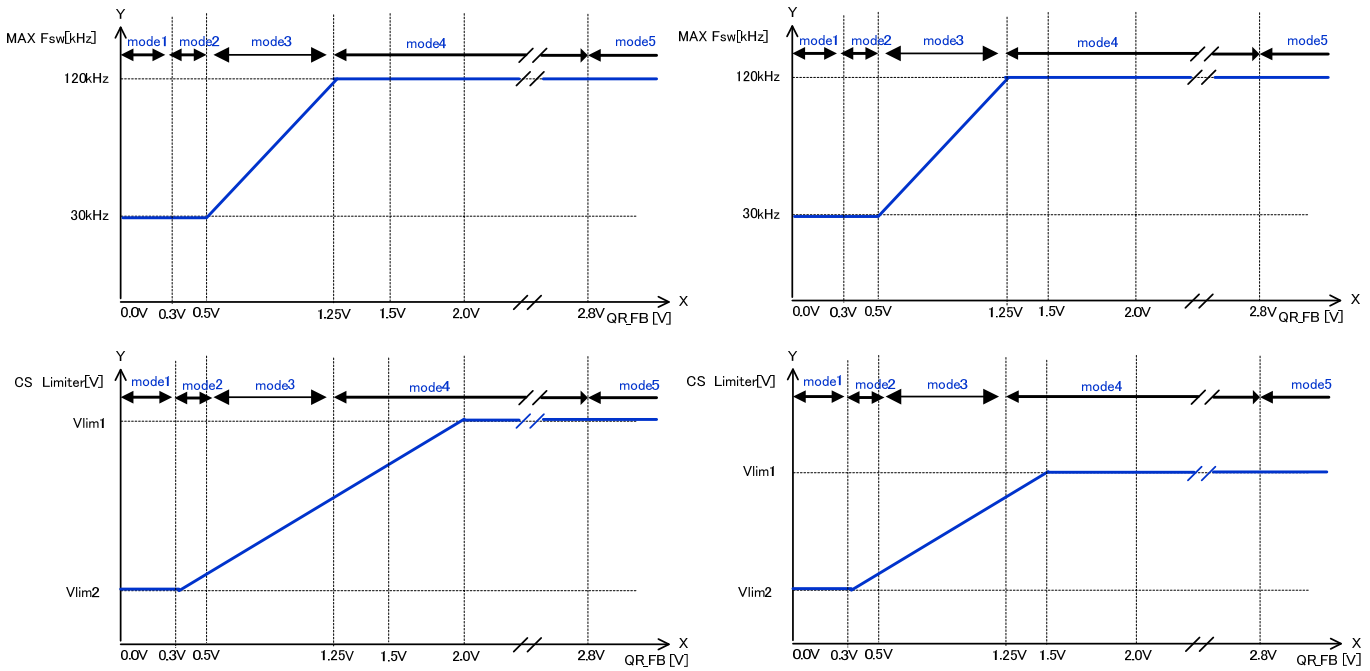 Y
MAX Fsw[kHz]
mode1
mode2
mode3
mode4
mode5
120kHz
30kHz
X
0.0V
0.3V
0.5V
1.25V
1.5V
2.0V
2.8V
QR_FB [V]
Y
MAX Fsw[kHz]
mode1
mode2
mode3
mode4
mode5
120kHz
30kHz
X
0.0V
0.3V
0.5V
1.25V
1.5V
2.0V
2.8V
QR_FB [V]
Y
CS Limiter[V]
mode1
mode2
mode3
mode4
mode5
Vlim1
Vlim2
X
0.0V
0.3V
0.5V
1.25V
1.5V
2.0V
2.8V
QR_FB [V]
Y
CS Limiter[V]
mode1
mode2
mode3
mode4
mode5
Vlim1
Vlim2
X
0.0V
0.3V
0.5V
1.25V
1.5V
2.0V
2.8V
QR_FB [V]